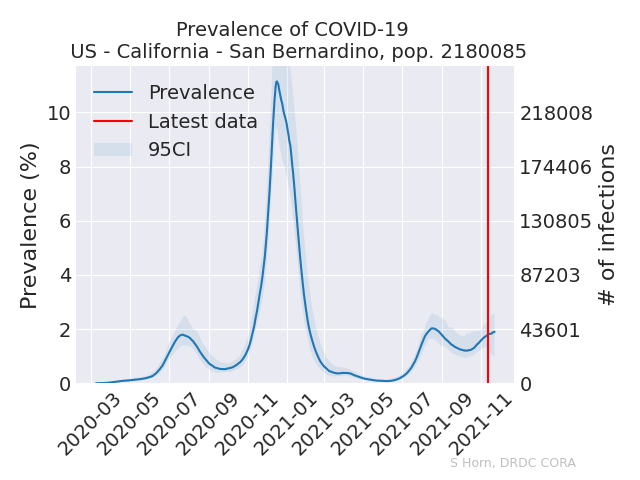 Prevalence of COVID-19
US - California - San Bernardino, pop. 2180085
Prevalence
Latest data
95CI
Prevalence (%)
10
8
6
4
2
0
218008
174406
130805
87203
43601
0
# of infections
2020-03
2020-05
2020-07
2020-09
2020-11
2021-01
2021-03
2021-05
2021-07
2021-09
2021-11
S Horn, DRDC CORA